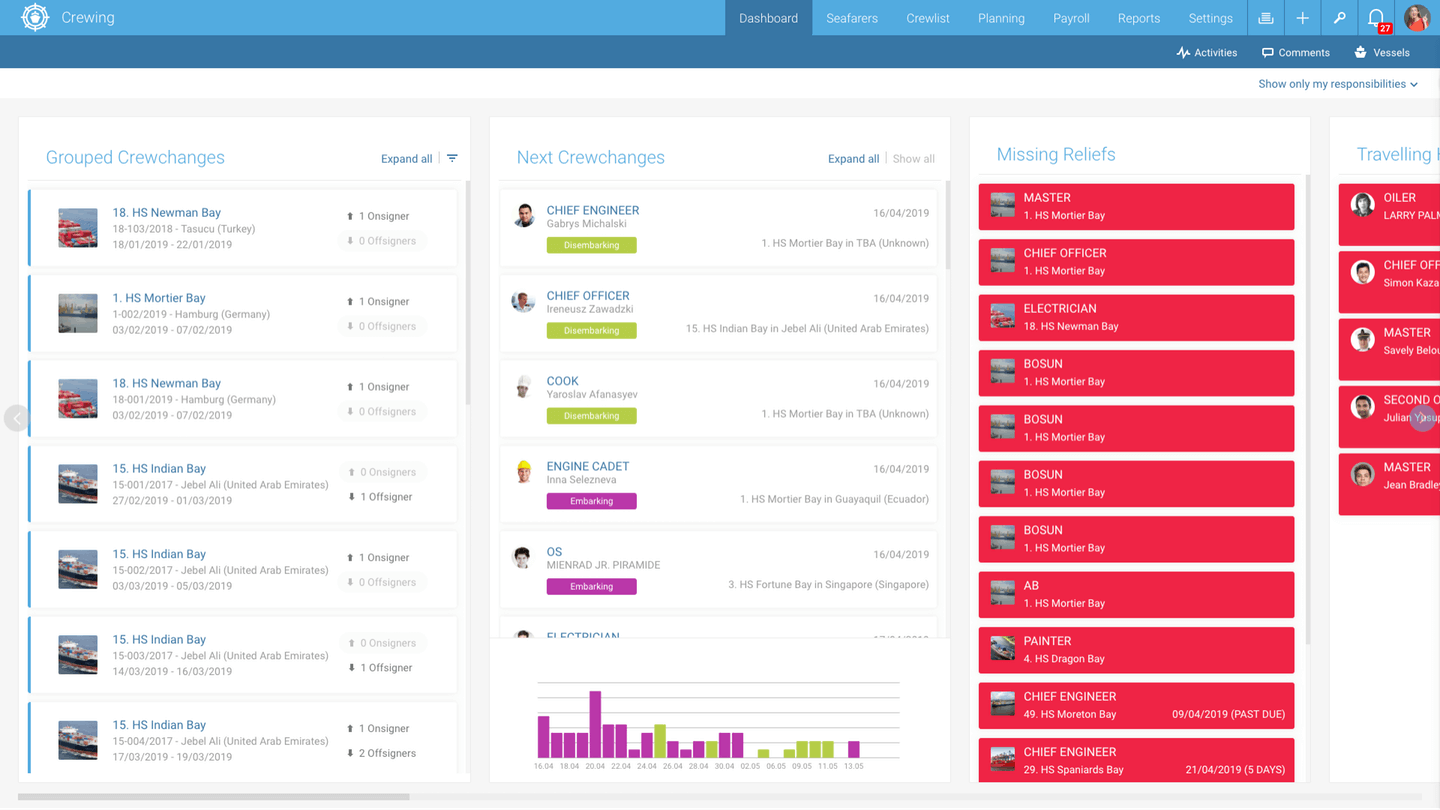 Crewing
Dashboard
Seafarers
Crewlist
Planning
Payroll
Reports
Settings
27
Activities
Comments
Vessels
Show only my responsibilities
Grouped Crewchanges
Expand all
18. HS Newman Bay
18-103/2018 - Tasucu (Turkey)
18/01/2019 - 22/01/2019
1 Onsigner
0 Offsigners
1. HS Mortier Bay
1-002/2019 - Hamburg (Germany)
03/02/2019 - 07/02/2019
1 Onsigner
0 Offsigners
18. HS Newman Bay
18-001/2019 - Hamburg (Germany)
03/02/2019 - 07/02/2019
1 Onsigner
0 Offsigners
15. HS Indian Bay
15-001/2017 - Jebel Ali (United Arab Emirates)
27/02/2019 - 01/03/2019
0 Onsigners
1 Offsigner
15. HS Indian Bay
15-002/2017 - Jebel Ali (United Arab Emirates)
03/03/2019 - 05/03/2019
1 Onsigner
0 Offsigners
15. HS Indian Bay
15-003/2017 - Jebel Ali (United Arab Emirates)
14/03/2019 - 16/03/2019
0 Onsigners
1 Offsigner
15. HS Indian Bay
15-004/2017 - Jebel Ali (United Arab Emirates)
17/03/2019 - 19/03/2019
1 Onsigner
2 Offsigners
Next Crewchanges
Expand all
Show all
CHIEF ENGINEER
16/04/2019
Gabrys Michalski
Disembarking
1. HS Mortier Bay in TBA (Unknown)
CHIEF OFFICER
16/04/2019
Ireneusz Zawadzki
Disembarking
15. HS Indian Bay in Jebel Ali (United Arab Emirates)
COOK
16/04/2019
Yaroslav Afanasyev
Disembarking
1. HS Mortier Bay in TBA (Unknown)
ENGINE CADET
16/04/2019
Inna Selezneva
Embarking
1. HS Mortier Bay in Guayaquil (Ecuador)
OS
16/04/2019
MIENRAD JR. PIRAMIDE
Embarking
3. HS Fortune Bay in Singapore (Singapore)
ELECTRICIAN
17/04/2019
16.04 18.04 20.04 22.04 24.04 26.04 28.04 30.04 02.05 06.05 09.05 11.05 13.05
Missing Reliefs
MASTER
1. HS Mortier Bay
CHIEF OFFICER
1. HS Mortier Bay
ELECTRICIAN
18. HS Newman Bay
BOSUN
1. HS Mortier Bay
BOSUN
1. HS Mortier Bay
BOSUN
1. HS Mortier Bay
BOSUN
1. HS Mortier Bay
AB
1. HS Mortier Bay
PAINTER
4. HS Dragon Bay
CHIEF ENGINEER
49. HS Moreton Bay
09/04/2019 (PAST DUE)
CHIEF ENGINEER
29. HS Spaniards Bay
21/04/2019 (5 DAYS)
Travelling
OILER
LARRY PALM
CHIEF OFF
Simon Kaza
MASTER
Savely Belou
SECOND O
Julian Yusup
MASTER
Jean Bradley